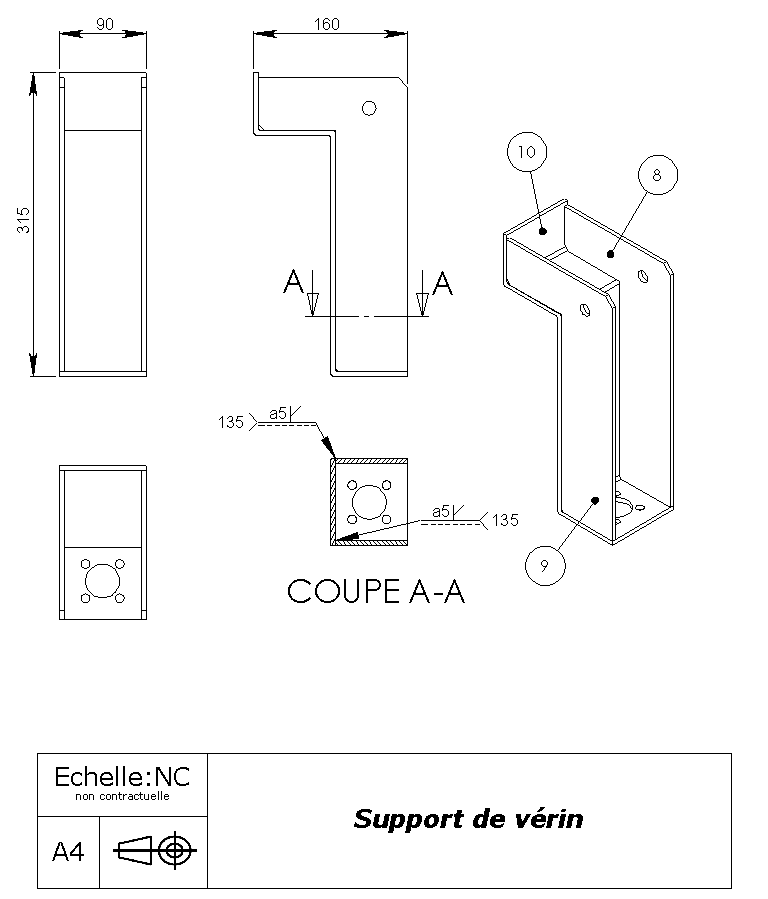 90
160
315
10
8
A
A
135
a5
a5
135
9
COUPE A-A
Echelle:NC
non contractuelle
A4
Support de vérin